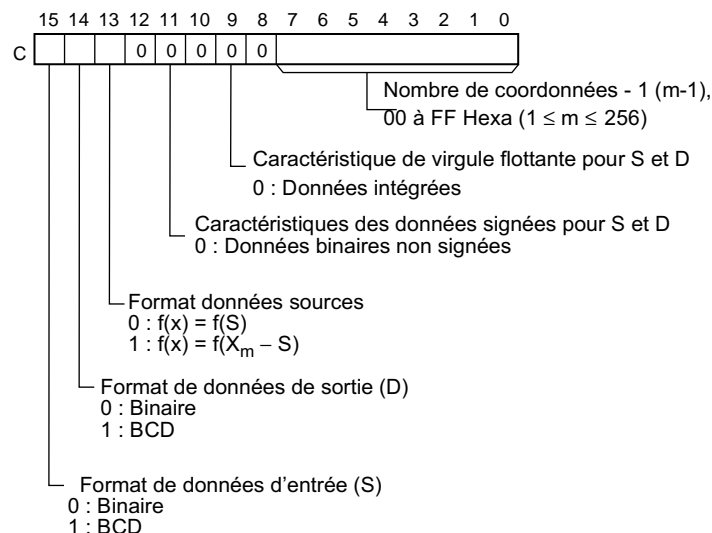 15 14 13 12 11 10 9 8 7 6 5 4 3 2 1 0
C 0 0 0 0 0
Nombre de coordonnées - 1 (m-1),
00 à FF Hexa (1 ≤ m ≤ 256)
Caractéristique de virgule flottante pour S et D
0 : Données intégrées
Caractéristiques des données signées pour S et D
0 : Données binaires non signées
Format données sources
0 : f(x) = f(S)
1 : f(x) = f(Xm − S)
Format de données de sortie (D)
0 : Binaire
1 : BCD
Format de données d'entrée (S)
0 : Binaire
1 : BCD